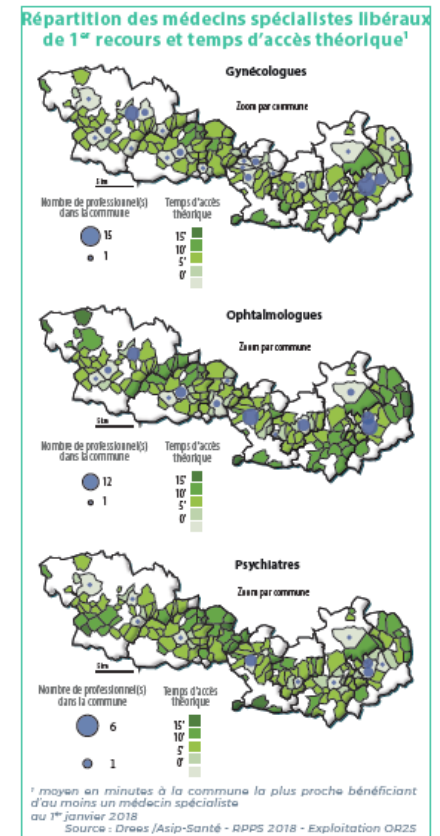 Répartition des médecins spécialistes libéraux
de 1er recours et temps d'accès théorique¹
Gynécologues
Zoom par commune
5 km
Nombre de professionnel(s)
dans la commune
15
1
Temps d'accès
théorique
15'
10'
5'
0'
Ophtalmologues
Zoom par commune
5 km
Nombre de professionnel(s)
dans la commune
12
1
Temps d'accès
théorique
15'
10'
5'
0'
Psychiatres
Zoom par commune
5 km
Nombre de professionnel(s)
dans la commune
6
1
Temps d'accès
théorique
15'
10'
5'
0'
¹ moyen en minutes à la commune la plus proche bénéficiant
d'au moins un médecin spécialiste
au 1er janvier 2018
Source : Drees /Asip-Santé - RPPS 2018 - Exploitation OR2S